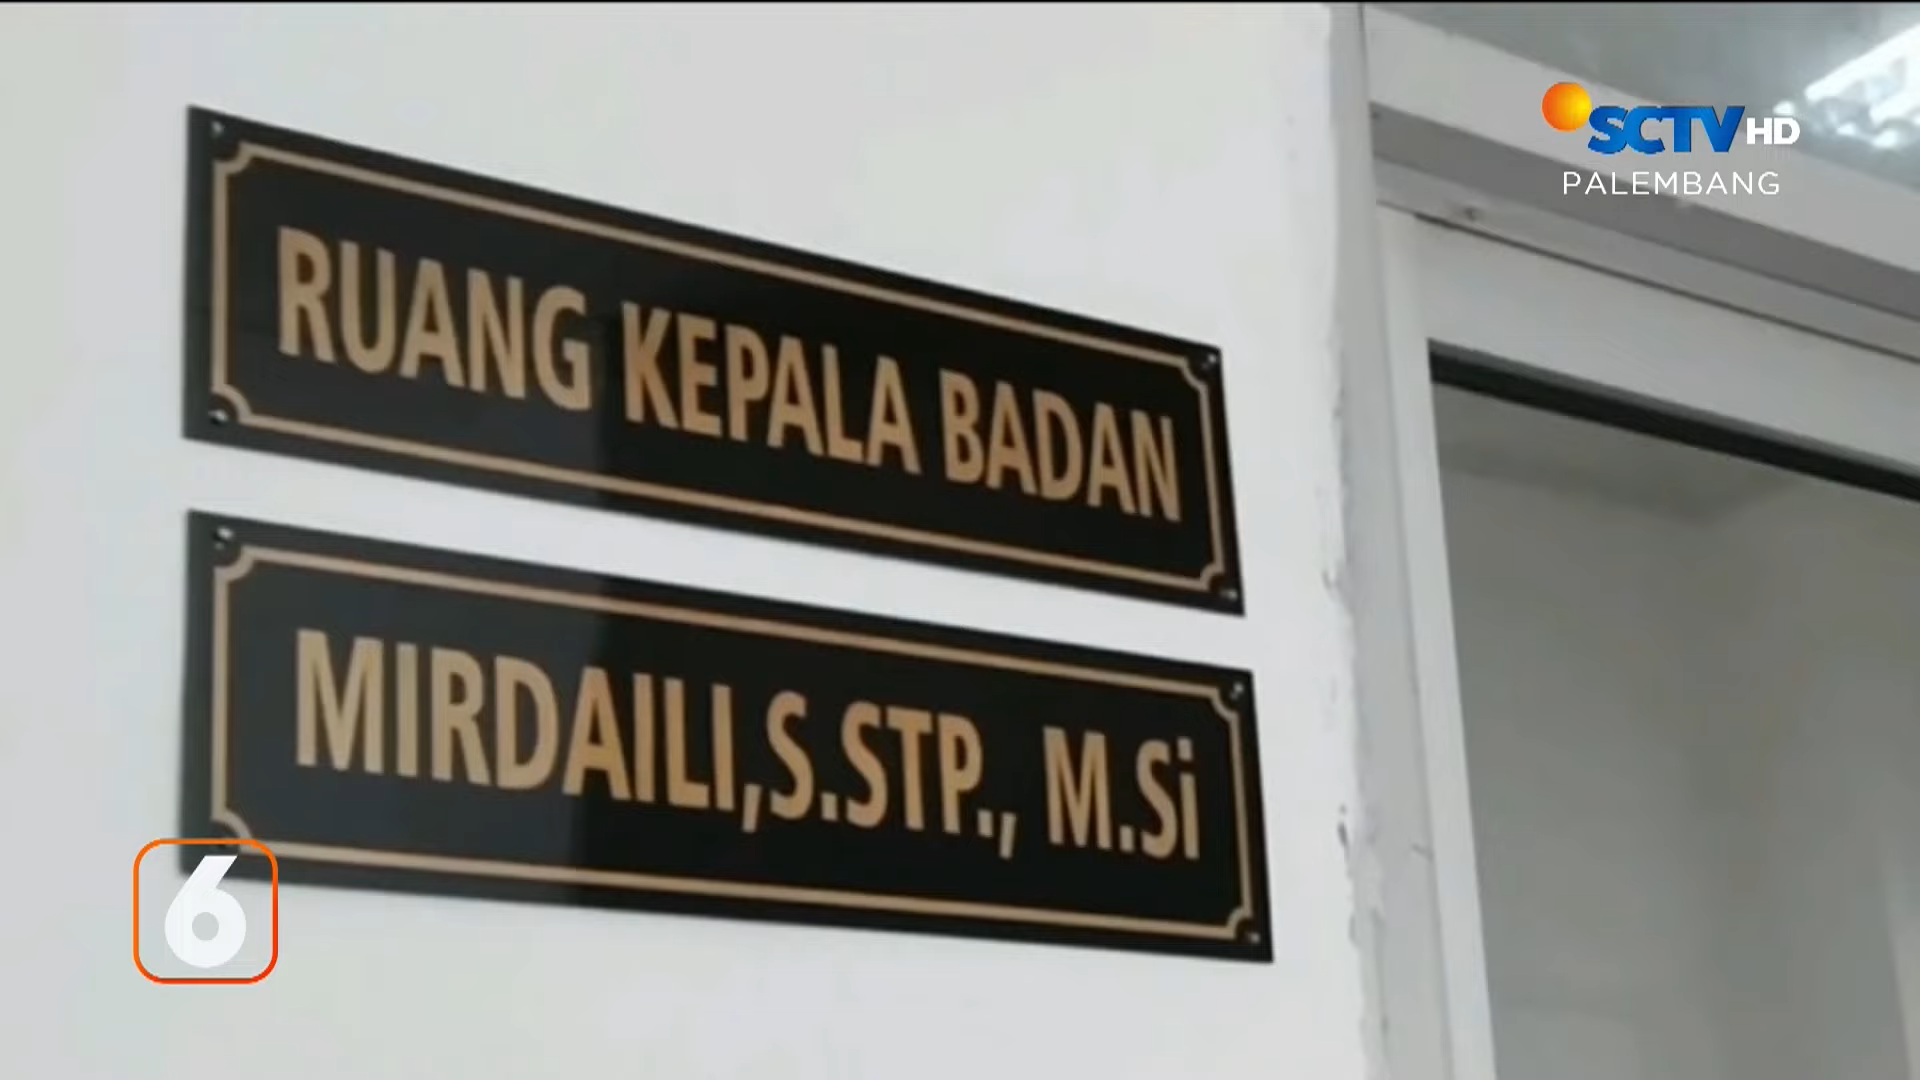 SCTV HD
PALEMBANG
RUANG KEPALA BADAN
MIRDAILI,S.STP., M.Si
6